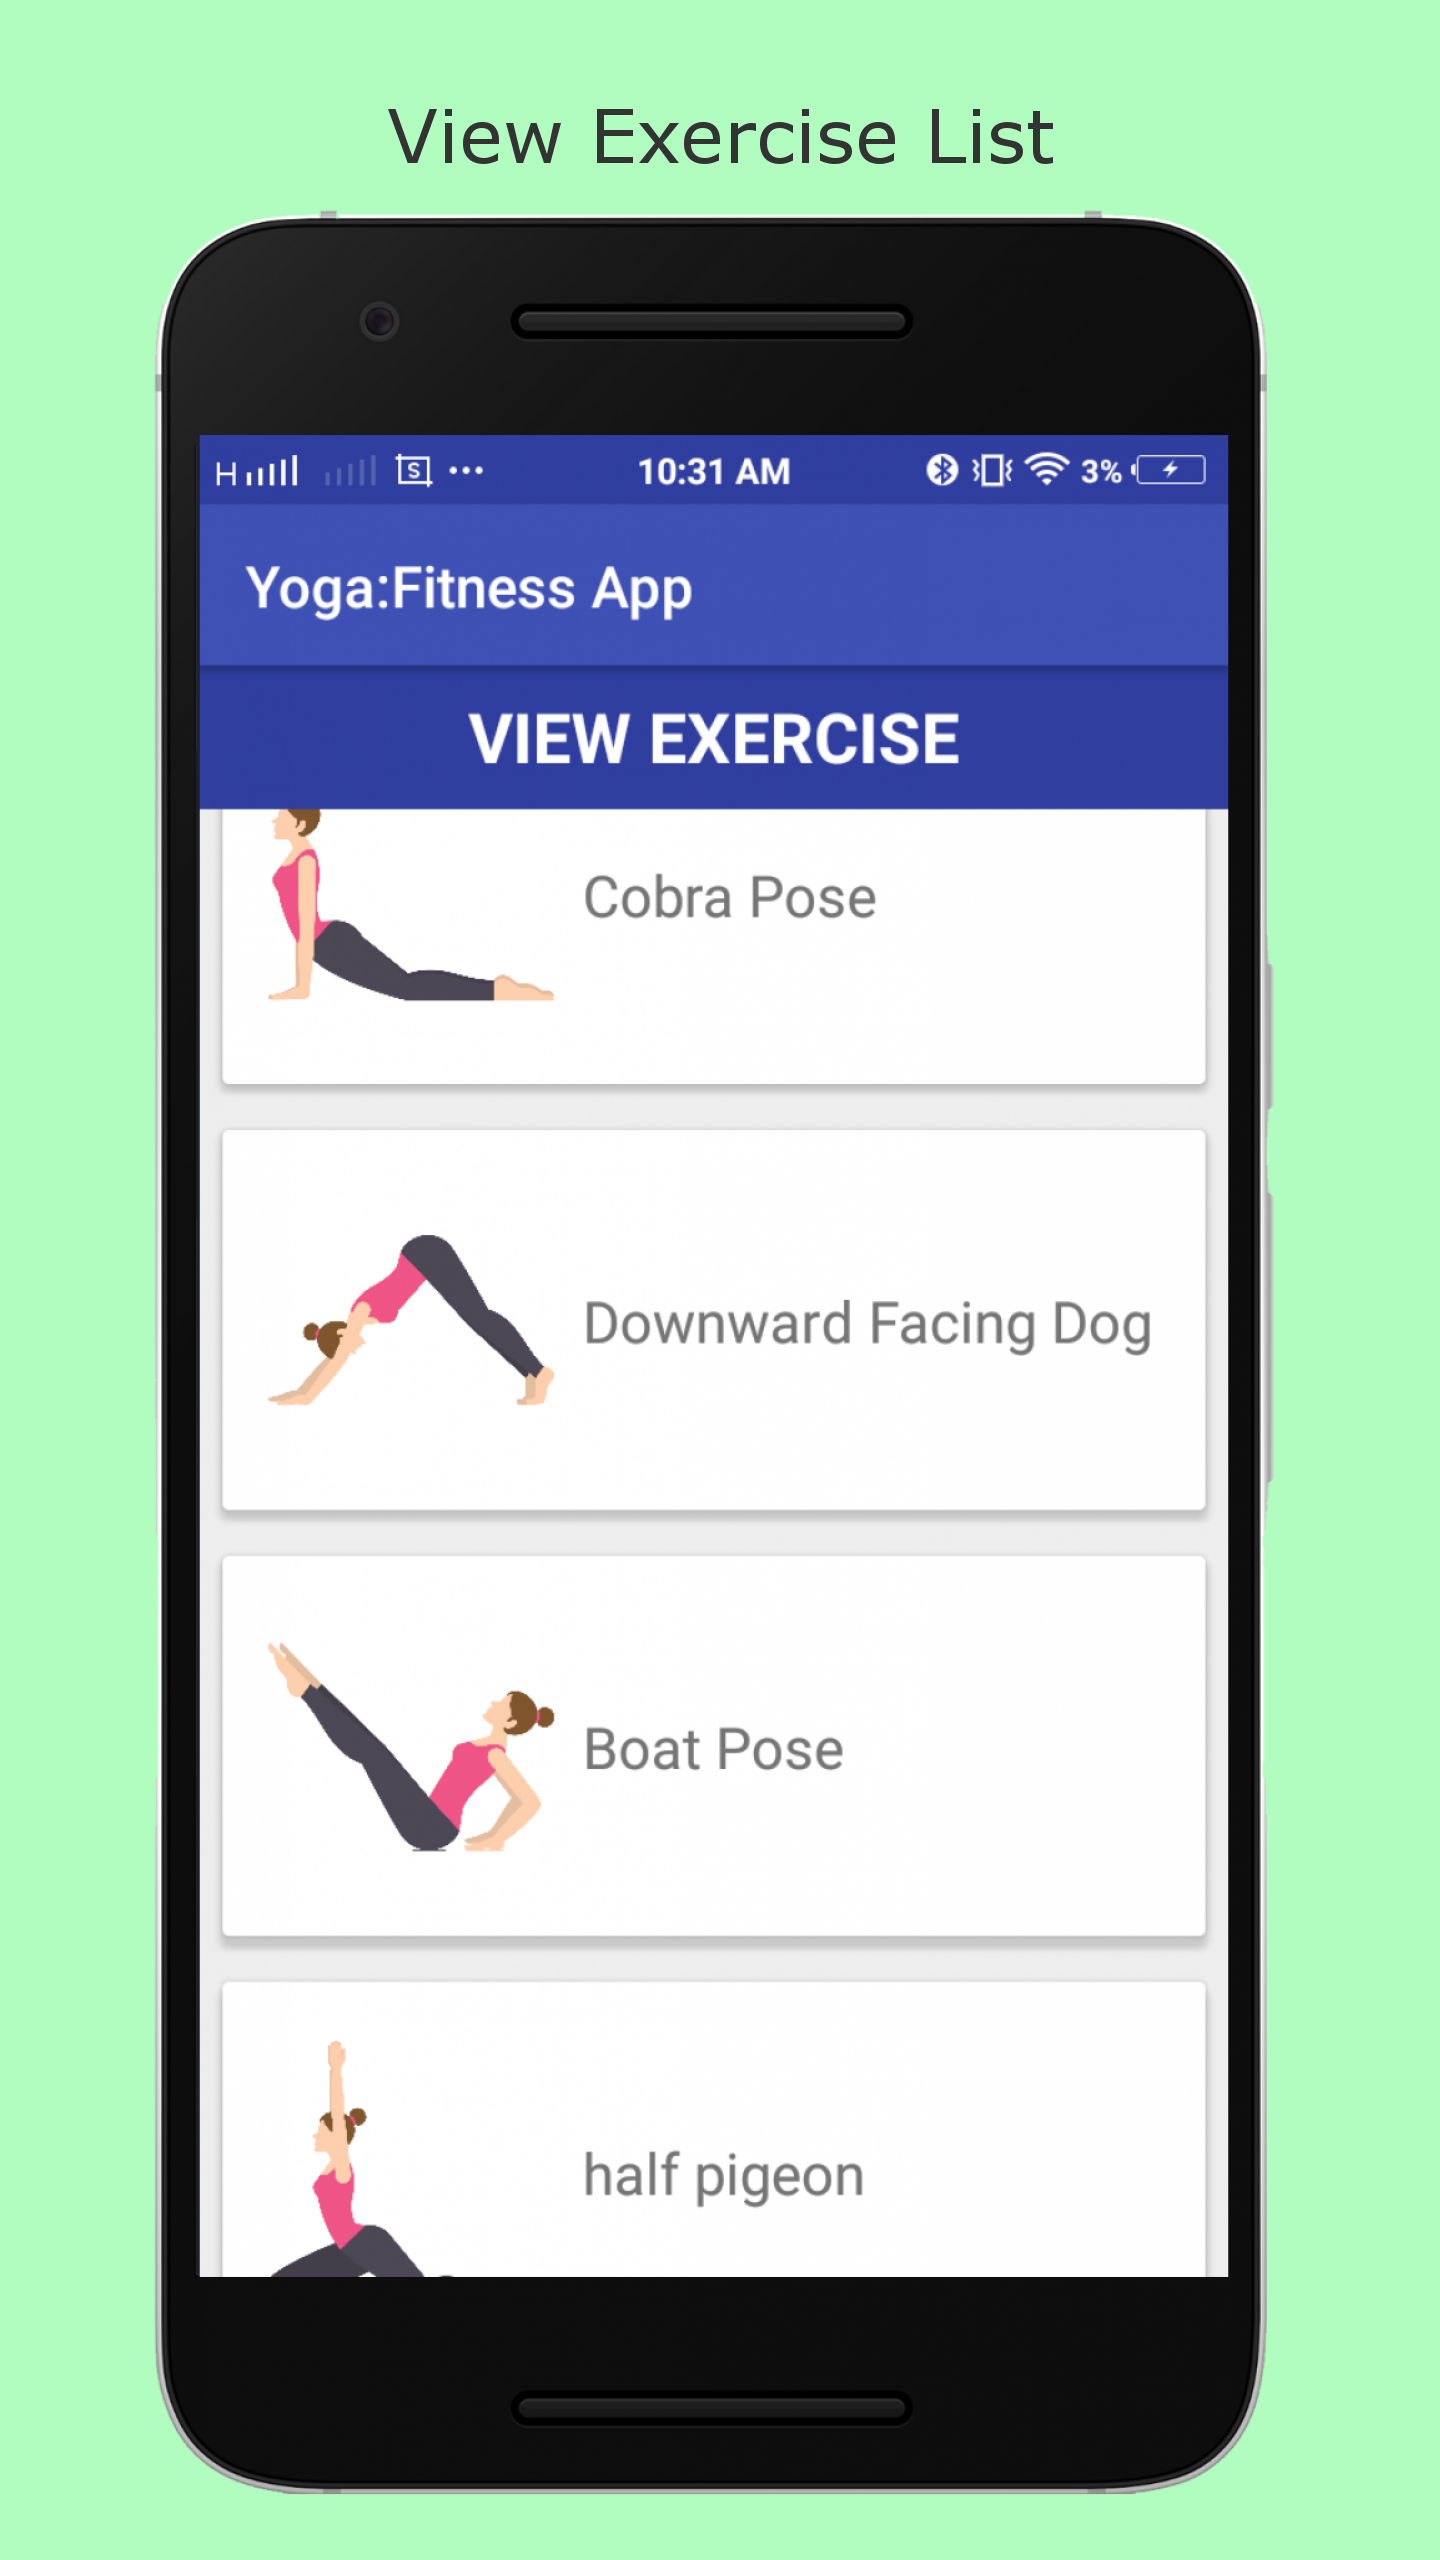 View Exercise List
H 10:31 AM 3%
Yoga:Fitness App
VIEW EXERCISE
Cobra Pose
Downward Facing Dog
Boat Pose
half pigeon